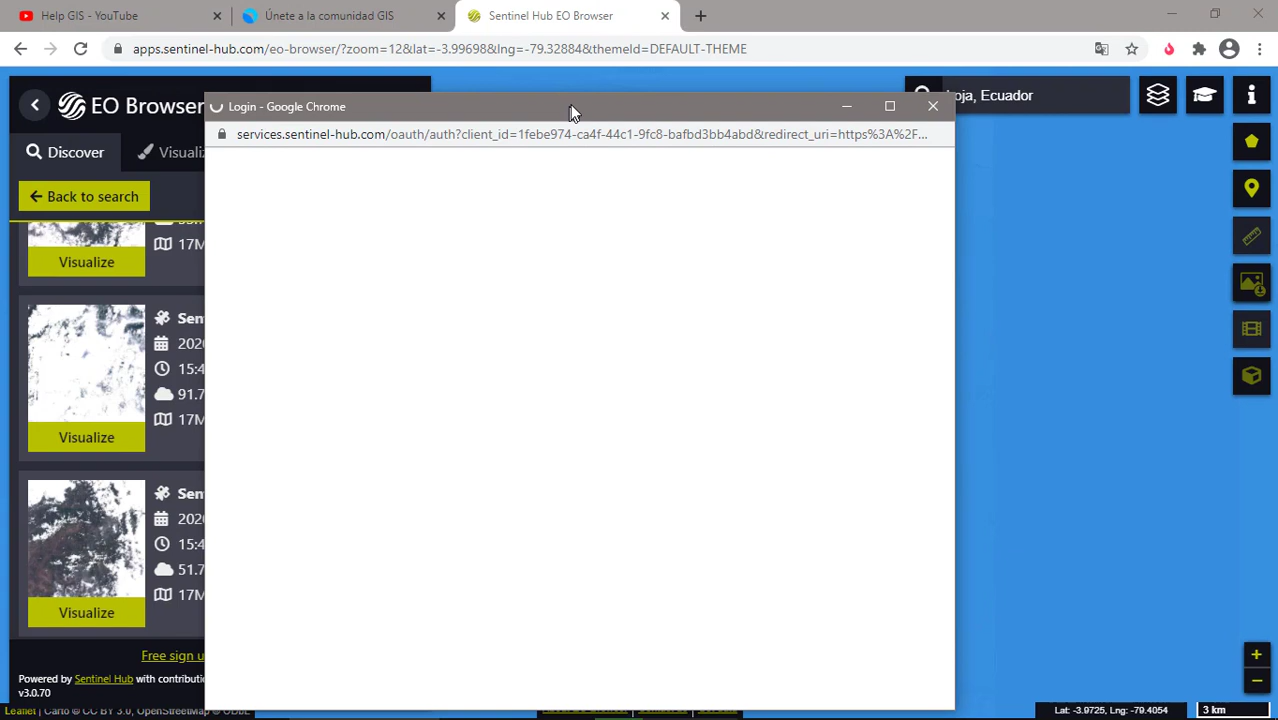 Help GIS - YouTube
Únete a la comunidad GIS
Sentinel Hub EO Browser
apps.sentinel-hub.com/eo-browser/?zoom=12&lat=-3.99698&lng=-79.32884&themeId=DEFAULT-THEME
EO Browser
Loja, Ecuador
Login - Google Chrome
services.sentinel-hub.com/oauth/auth?client_id=1febe974-ca4f-44c1-9fc8-bafbd3bb4abd&redirect_uri=https%3A%2F...
Discover
Visuali
Back to search
17M
Visualize
Sen
2020
15:4
91.7
17M
Visualize
Sen
2020
15:4
51.7
17M
Visualize
Free sign u
Powered by Sentinel Hub with contributi
v3.0.70
Leaflet | Carto © CC BY 3.0, OpenStreetMap © ODbL
Lat: -3.9725, Lng: -79.4054
3 km